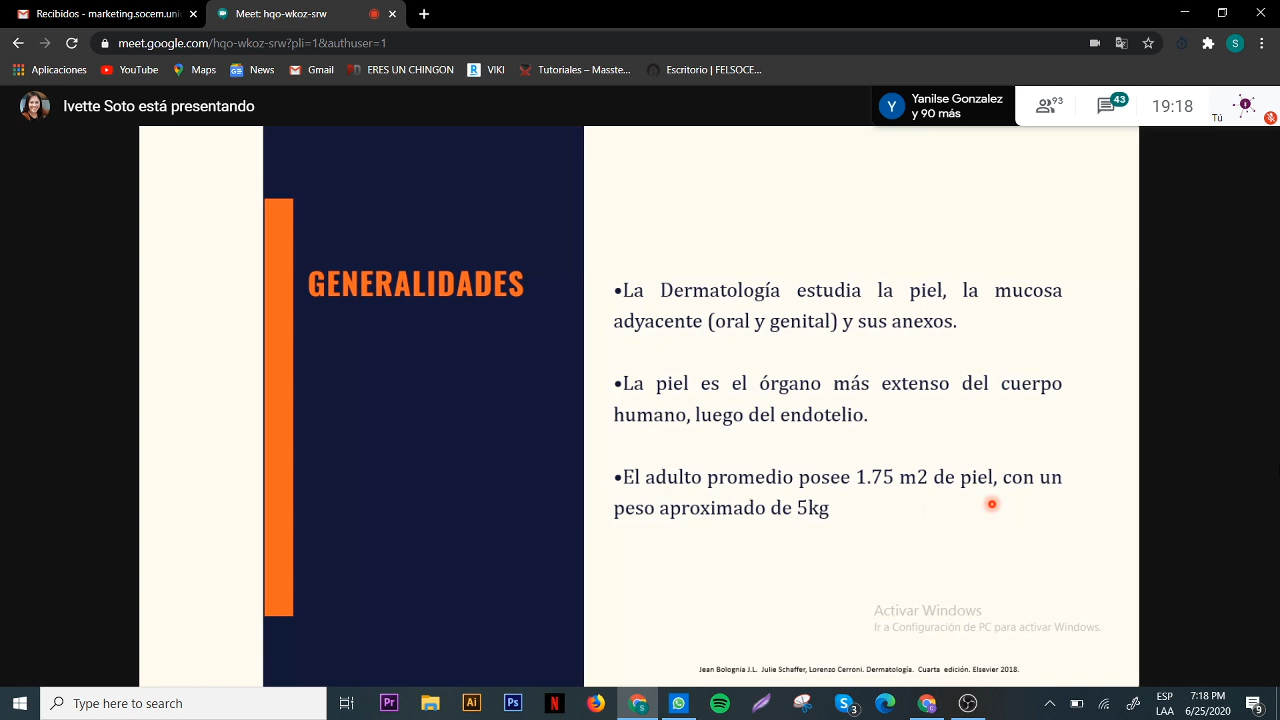 Recibidos - marketing.comuni
Meet: hqo-wkoz-srw
meet.google.com/hqo-wkoz-srw?pli=1&authuser=1
Aplicaciones YouTube Maps News Gmail ERES UN CHINGON VIKI Tutoriales – Masste... Escritorio | FELSOCE...
Ivette Soto está presentando
Y Yanilse Gonzalez
y 90 más
93 43 19:18 Tú
GENERALIDADES
•La Dermatología estudia la piel, la mucosa
adyacente (oral y genital) y sus anexos.
•La piel es el órgano más extenso del cuerpo
humano, luego del endotelio.
•El adulto promedio posee 1.75 m2 de piel, con un
peso aproximado de 5kg
Activar Windows
Ir a Configuración de PC para activar Windows.
Jean Bolognia J.L. Julie Schaffer, Lorenzo Cerroni. Dermatología. Cuarta edición. Elsevier 2018.
Type here to search
ESP 7:18 PM
LAA 6/25/2020